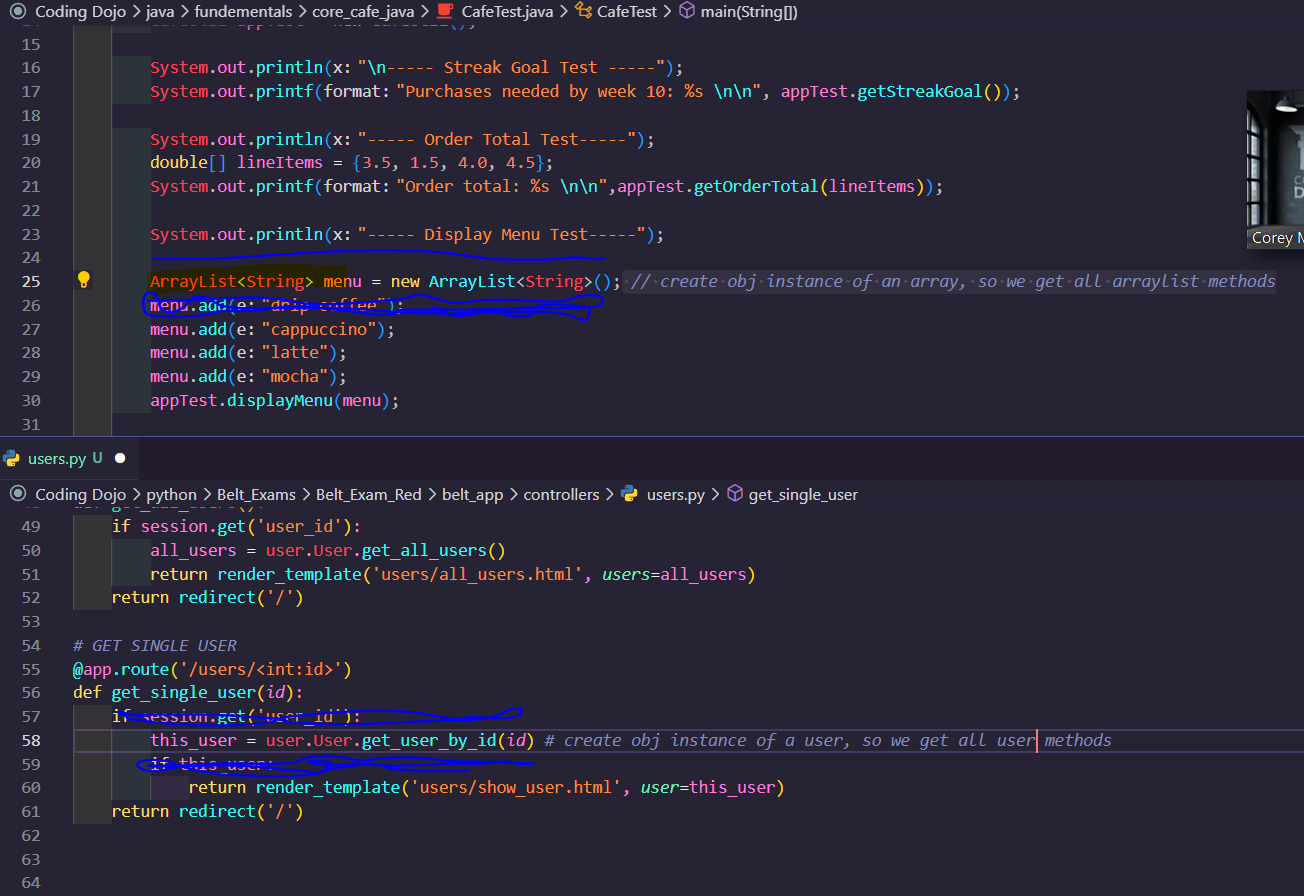 Coding Dojo > java > fundementals > core_cafe_java > CafeTest.java > CafeTest > main(String[])
15
16 System.out.println(x: "\n----- Streak Goal Test -----");
17 System.out.printf(format: "Purchases needed by week 10: %s \n\n", appTest.getStreakGoal());
18
19 System.out.println(x: "----- Order Total Test-----");
20 double[] lineItems = {3.5, 1.5, 4.0, 4.5};
21 System.out.printf(format: "Order total: %s \n\n",appTest.getOrderTotal(lineItems));
22
23 System.out.println(x: "----- Display Menu Test-----");
24
25 ArrayList<String> menu = new ArrayList<String>(); // create obj instance of an array, so we get all arraylist methods
26 menu.add(e: "drip coffee");
27 menu.add(e: "cappuccino");
28 menu.add(e: "latte");
29 menu.add(e: "mocha");
30 appTest.displayMenu(menu);
31
Corey M
users.py U
Coding Dojo > python > Belt_Exams > Belt_Exam_Red > belt_app > controllers > users.py > get_single_user
49 if session.get('user_id'):
50 all_users = user.User.get_all_users()
51 return render_template('users/all_users.html', users=all_users)
52 return redirect('/')
53
54 # GET SINGLE USER
55 @app.route('/users/<int:id>')
56 def get_single_user(id):
57 if session.get('user_id'):
58 this_user = user.User.get_user_by_id(id) # create obj instance of a user, so we get all user methods
59 if this_user:
60 return render_template('users/show_user.html', user=this_user)
61 return redirect('/')
62
63
64